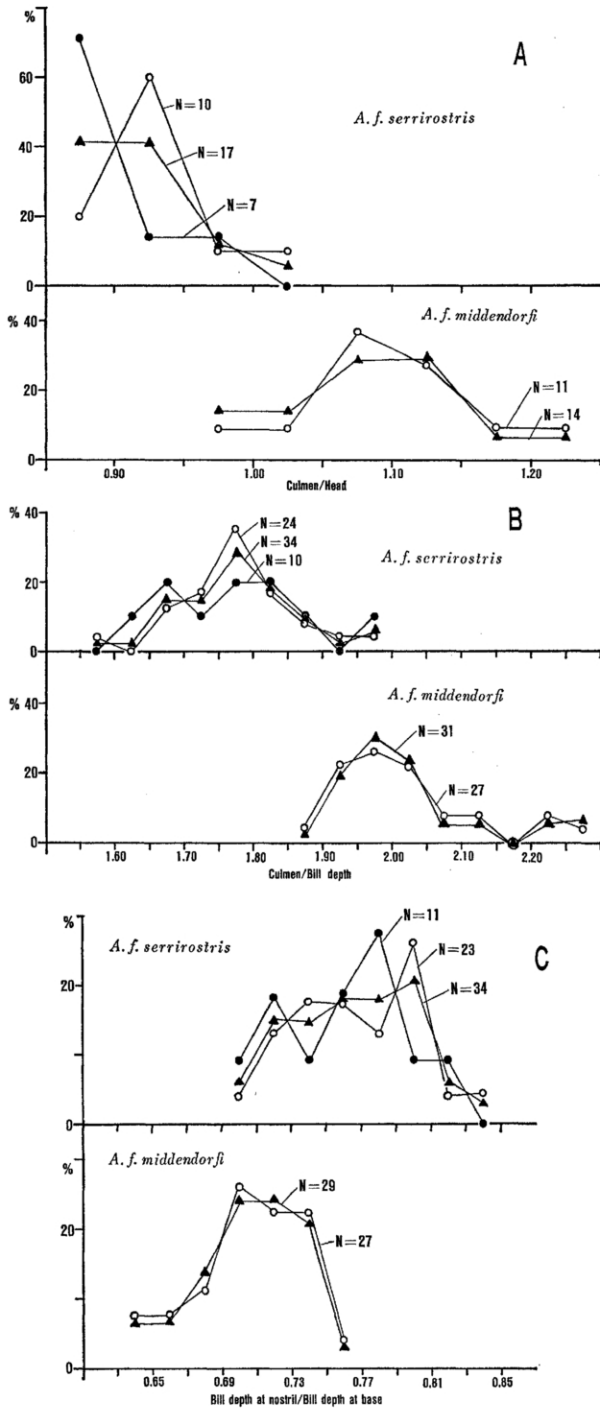 %
A
60
N=10
A. f. serrirostris
40
N=17
N=7
20
0
% 40
A. f. middendorfi
20
N=11
N=14
0
0.90 1.00 1.10 1.20
Culmen/Head
% 40
B
N=24
N=34
N=10
A. f. serrirostris
20
0
A. f. middendorfi
% 40
N=31
20
N=27
0
1.60 1.70 1.80 1.90 2.00 2.10 2.20
Culmen/Bill depth
%
N=11
A. f. serrirostris
N=23
C
20
N=34
0
A. f. middendorfi
%
N=29
20
N=27
0
0.65 0.69 0.73 0.77 0.81 0.85
Bill depth at nostril/Bill depth at base